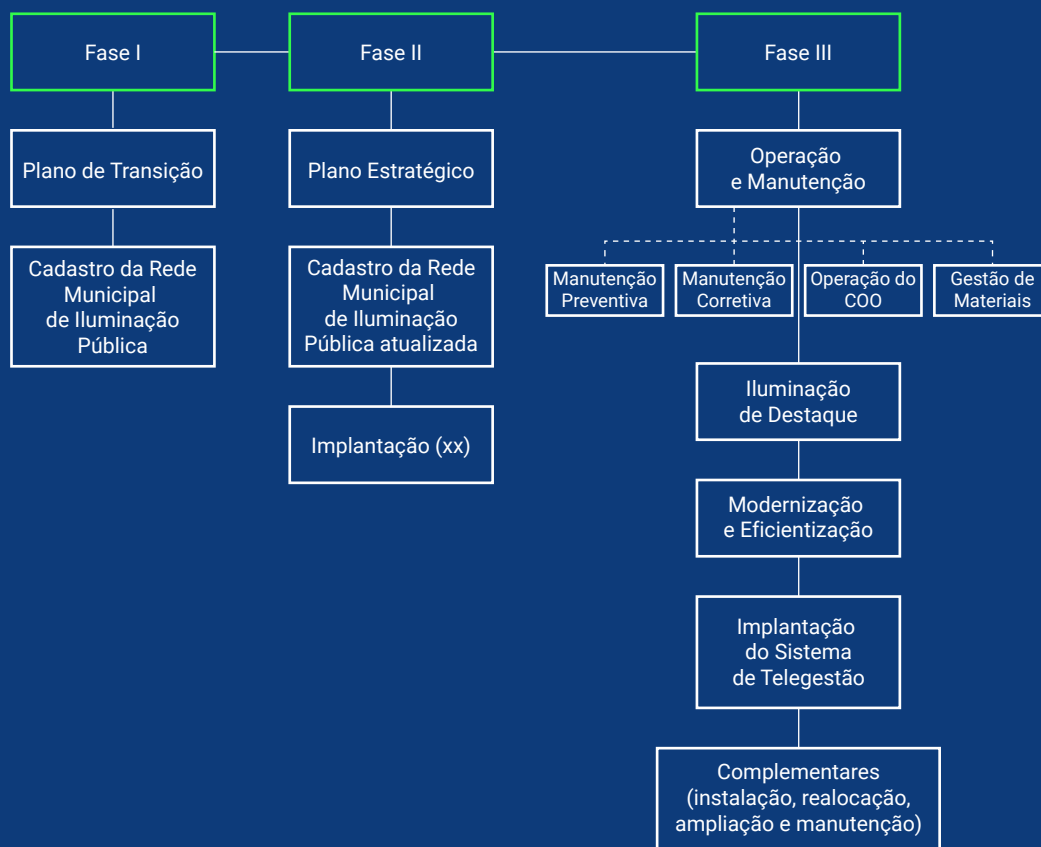 Fase I
Fase II
Fase III
Plano de Transição
Plano Estratégico
Operação
e Manutenção
Cadastro da Rede
Municipal
de Iluminação
Pública
Cadastro da Rede
Municipal
de Iluminação
Pública atualizada
Manutenção
Preventiva
Manutenção
Corretiva
Operação do
COO
Gestão de
Materiais
Implantação (xx)
Iluminação
de Destaque
Modernização
e Eficientização
Implantação
do Sistema
de Telegestão
Complementares
(instalação, realocação,
ampliação e manutenção)